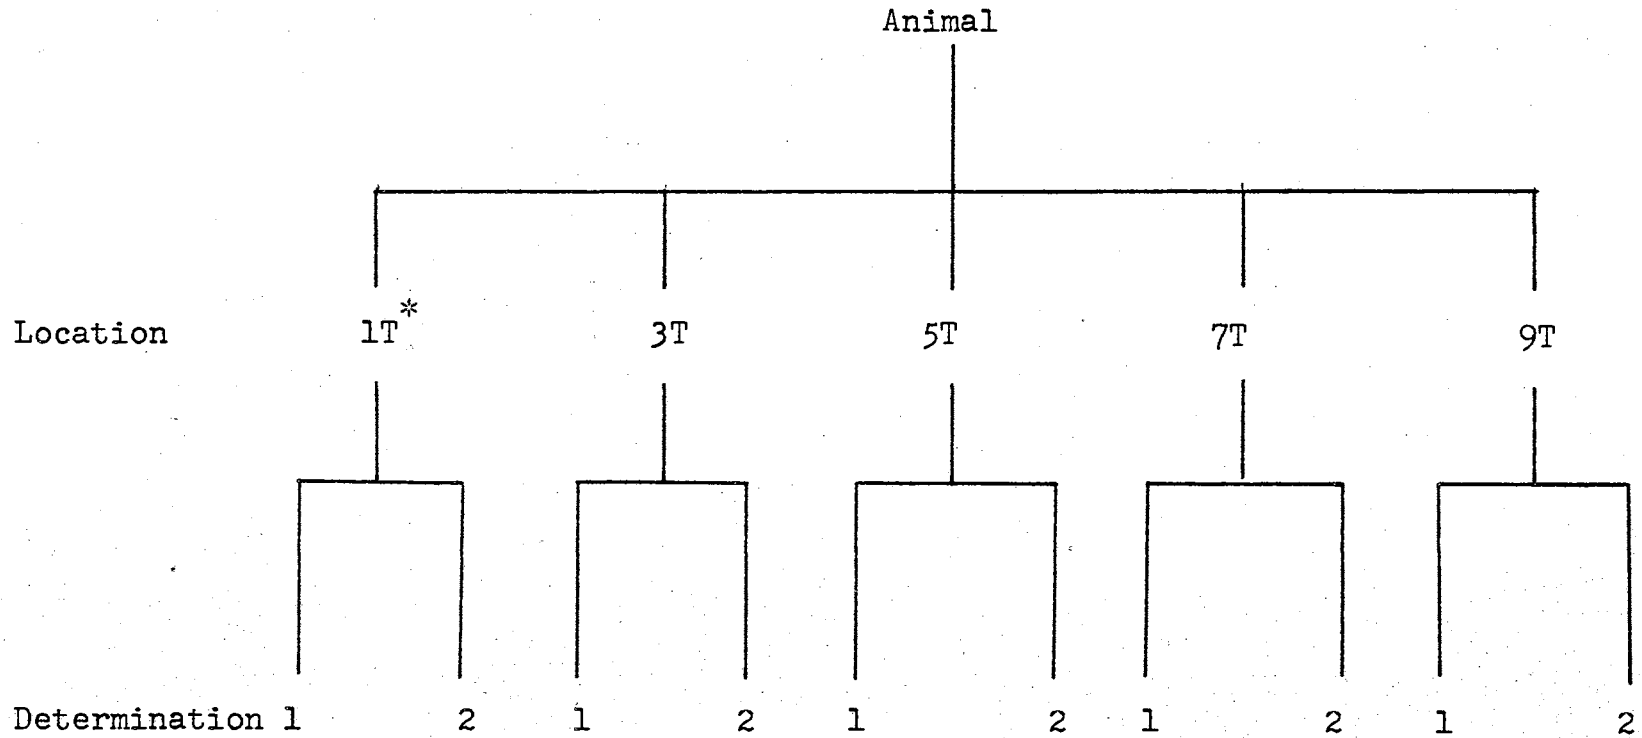 Animal
Location 1T* 3T 5T 7T 9T
Determination 1 2 1 2 1 2 1 2 1 2